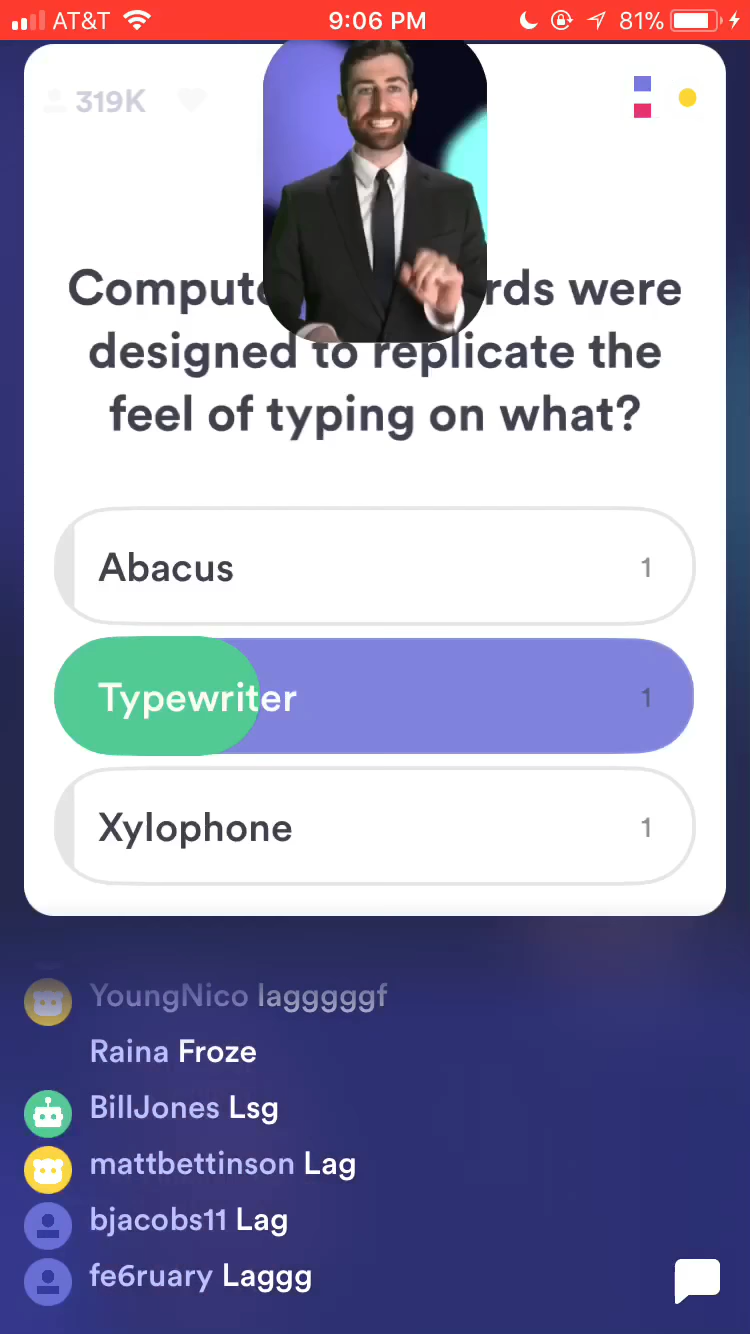 AT&T 9:06 PM 81%
319K
Comput rds were
designed to replicate the
feel of typing on what?
Abacus 1
Typewriter 1
Xylophone 1
YoungNico lagggggf
Raina Froze
BillJones Lsg
mattbettinson Lag
bjacobs11 Lag
fe6ruary Laggg